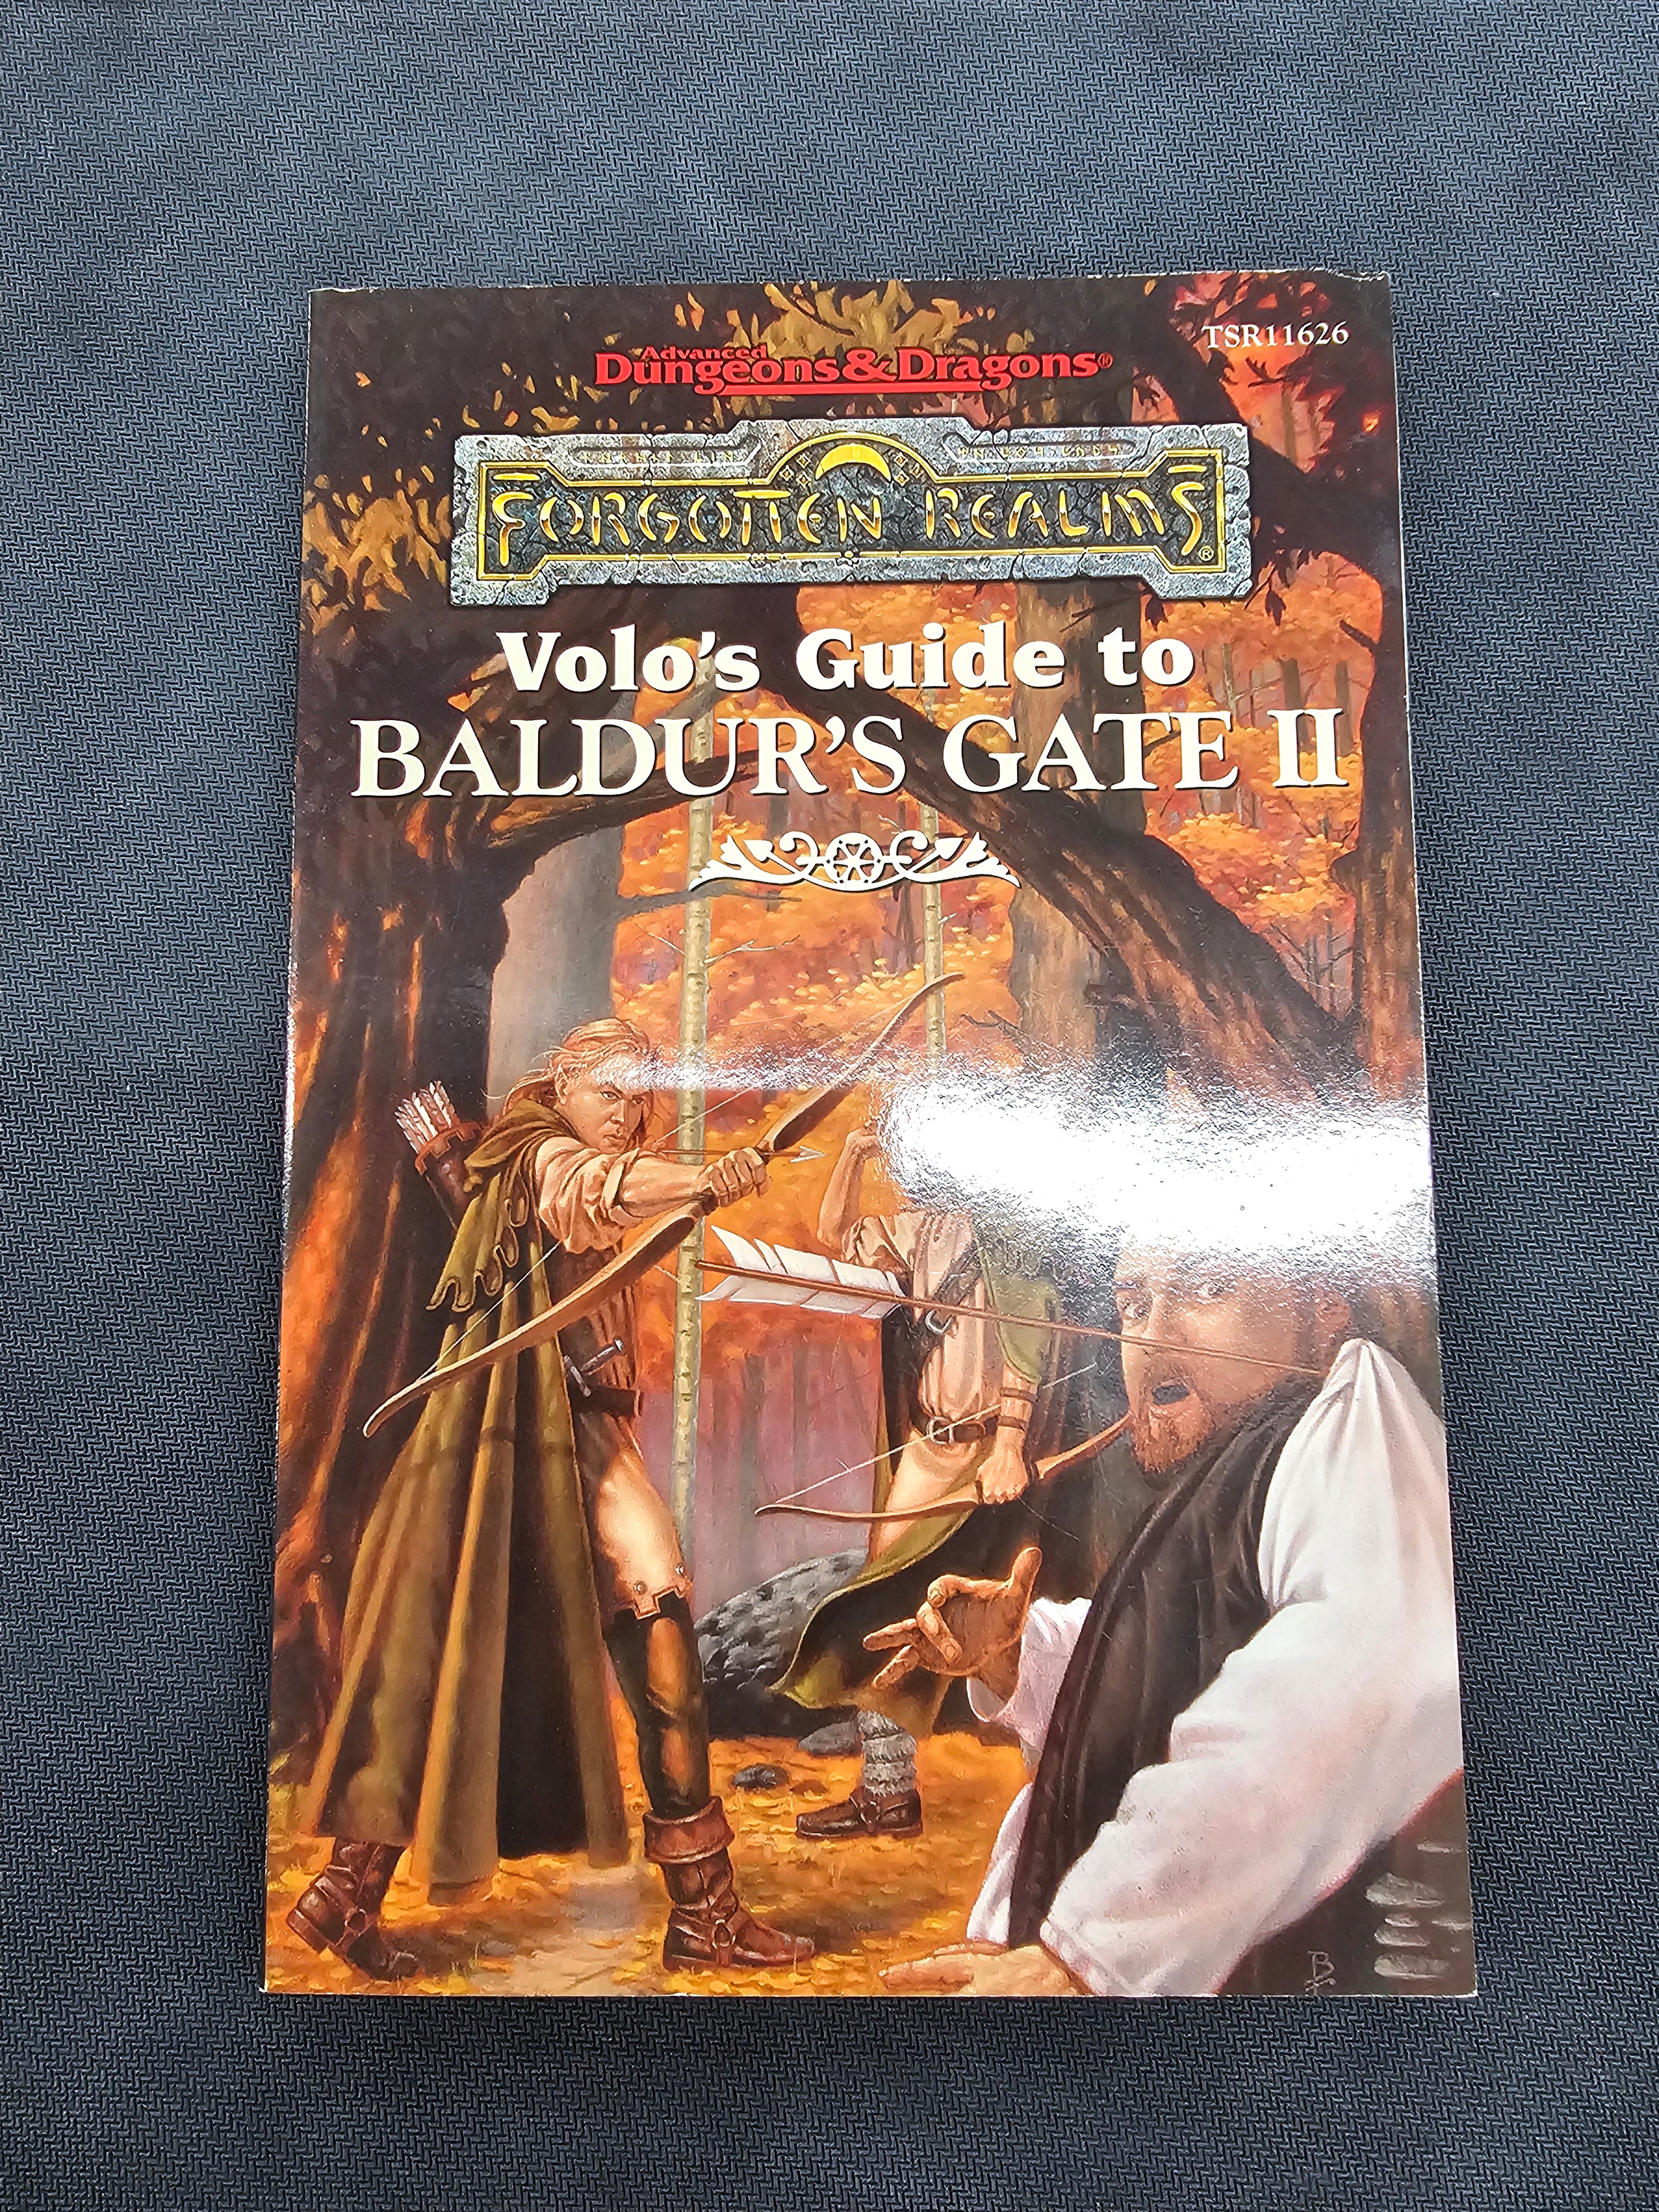 TSR11626
Advanced
Dungeons & Dragons®
FORGOTTEN REALMS®
Volo's Guide to
BALDUR'S GATE II
B